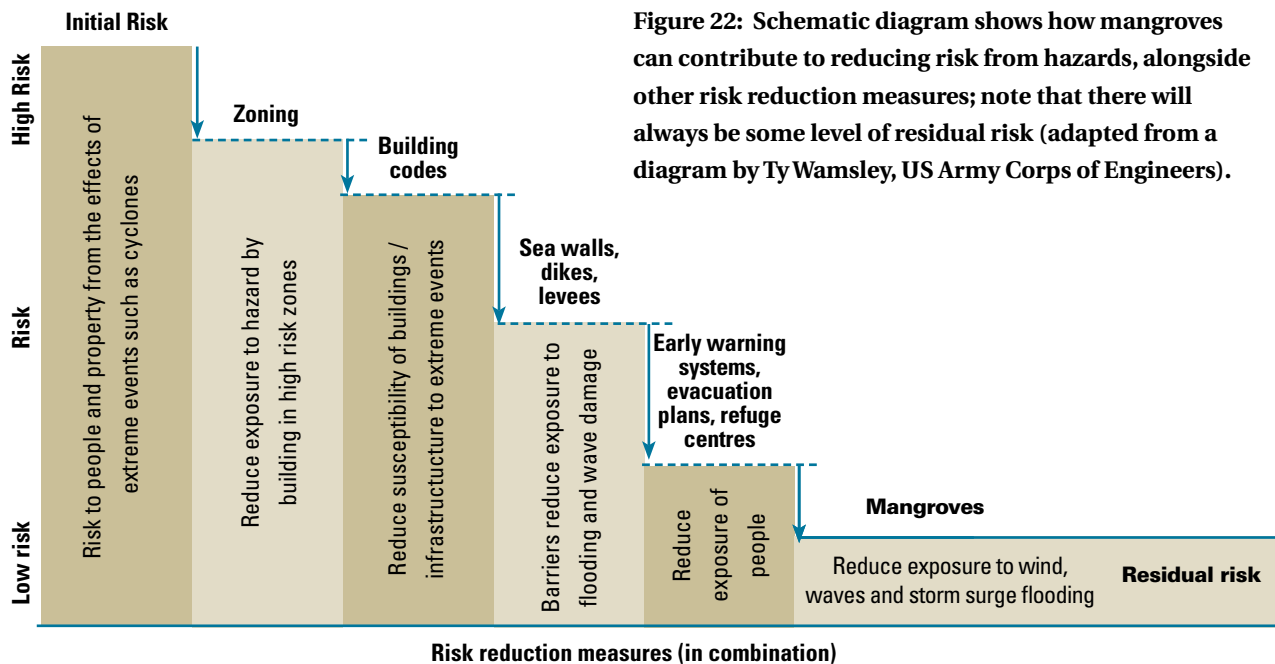 Initial Risk
Figure 22: Schematic diagram shows how mangroves
can contribute to reducing risk from hazards, alongside
other risk reduction measures; note that there will
always be some level of residual risk (adapted from a
diagram by Ty Wamsley, US Army Corps of Engineers).
High Risk
Risk
Low risk
Risk to people and property from the effects of
extreme events such as cyclones
Zoning
Reduce exposure to hazard by
building in high risk zones
Building
codes
Reduce susceptibility of buildings /
infrastructucture to extreme events
Sea walls,
dikes,
levees
Barriers reduce exposure to
flooding and wave damage
Early warning
systems,
evacuation
plans, refuge
centres
Reduce
exposure of
people
Mangroves
Reduce exposure to wind,
waves and storm surge flooding
Residual risk
Risk reduction measures (in combination)